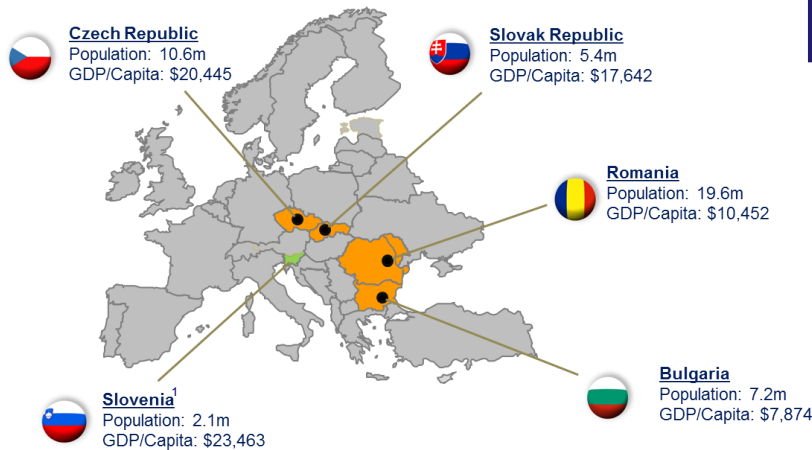 Czech Republic
Population: 10.6m
GDP/Capita: $20,445
Slovak Republic
Population: 5.4m
GDP/Capita: $17,642
Romania
Population: 19.6m
GDP/Capita: $10,452
Slovenia¹
Population: 2.1m
GDP/Capita: $23,463
Bulgaria
Population: 7.2m
GDP/Capita: $7,874